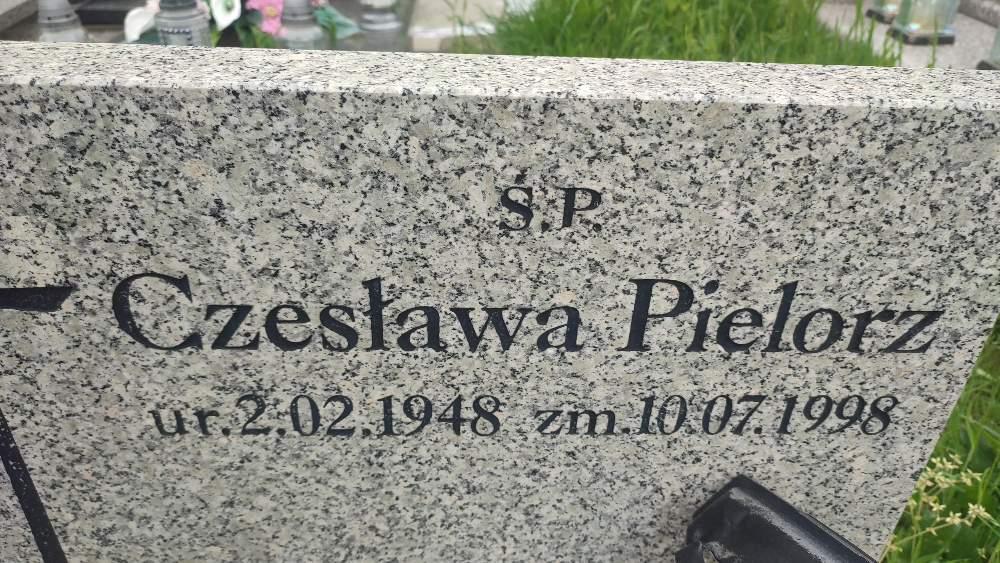 Ś.P.
Czesława Pielorz
ur.2.02.1948 zm.10.07.1998